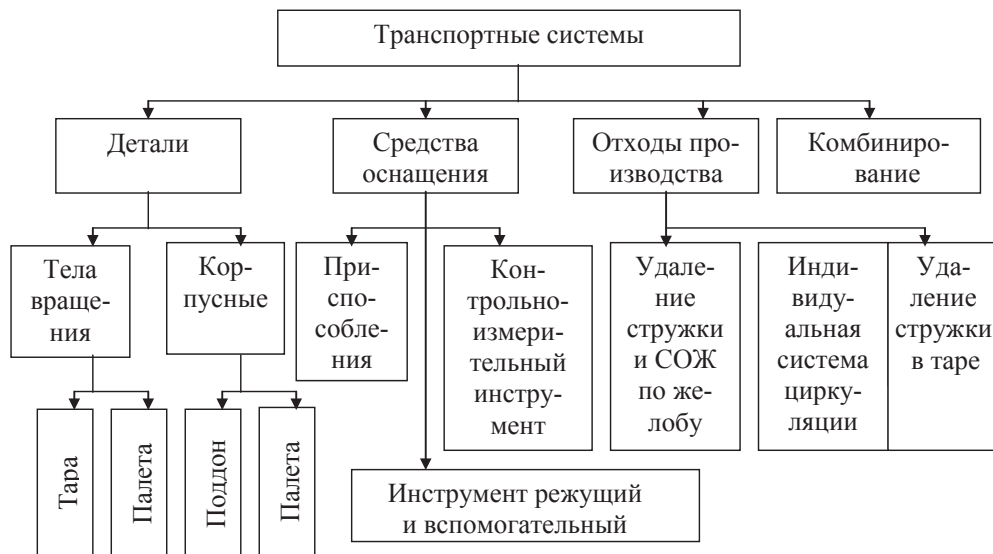 Транспортные системы
Детали
Средства
оснащения
Отходы про-
изводства
Комбиниро-
вание
Тела
враще-
ния
Кор-
пусные
При-
спо-
собле-
ния
Кон-
трольно-
измери-
тельный
инстру-
мент
Удале-
ние
стружки
и СОЖ
по же-
лобу
Инди-
виду-
альная
система
цирку-
ляции
Уда-
ление
стружки
в таре
Тара
Палета
Поддон
Палета
Инструмент режущий
и вспомогательный